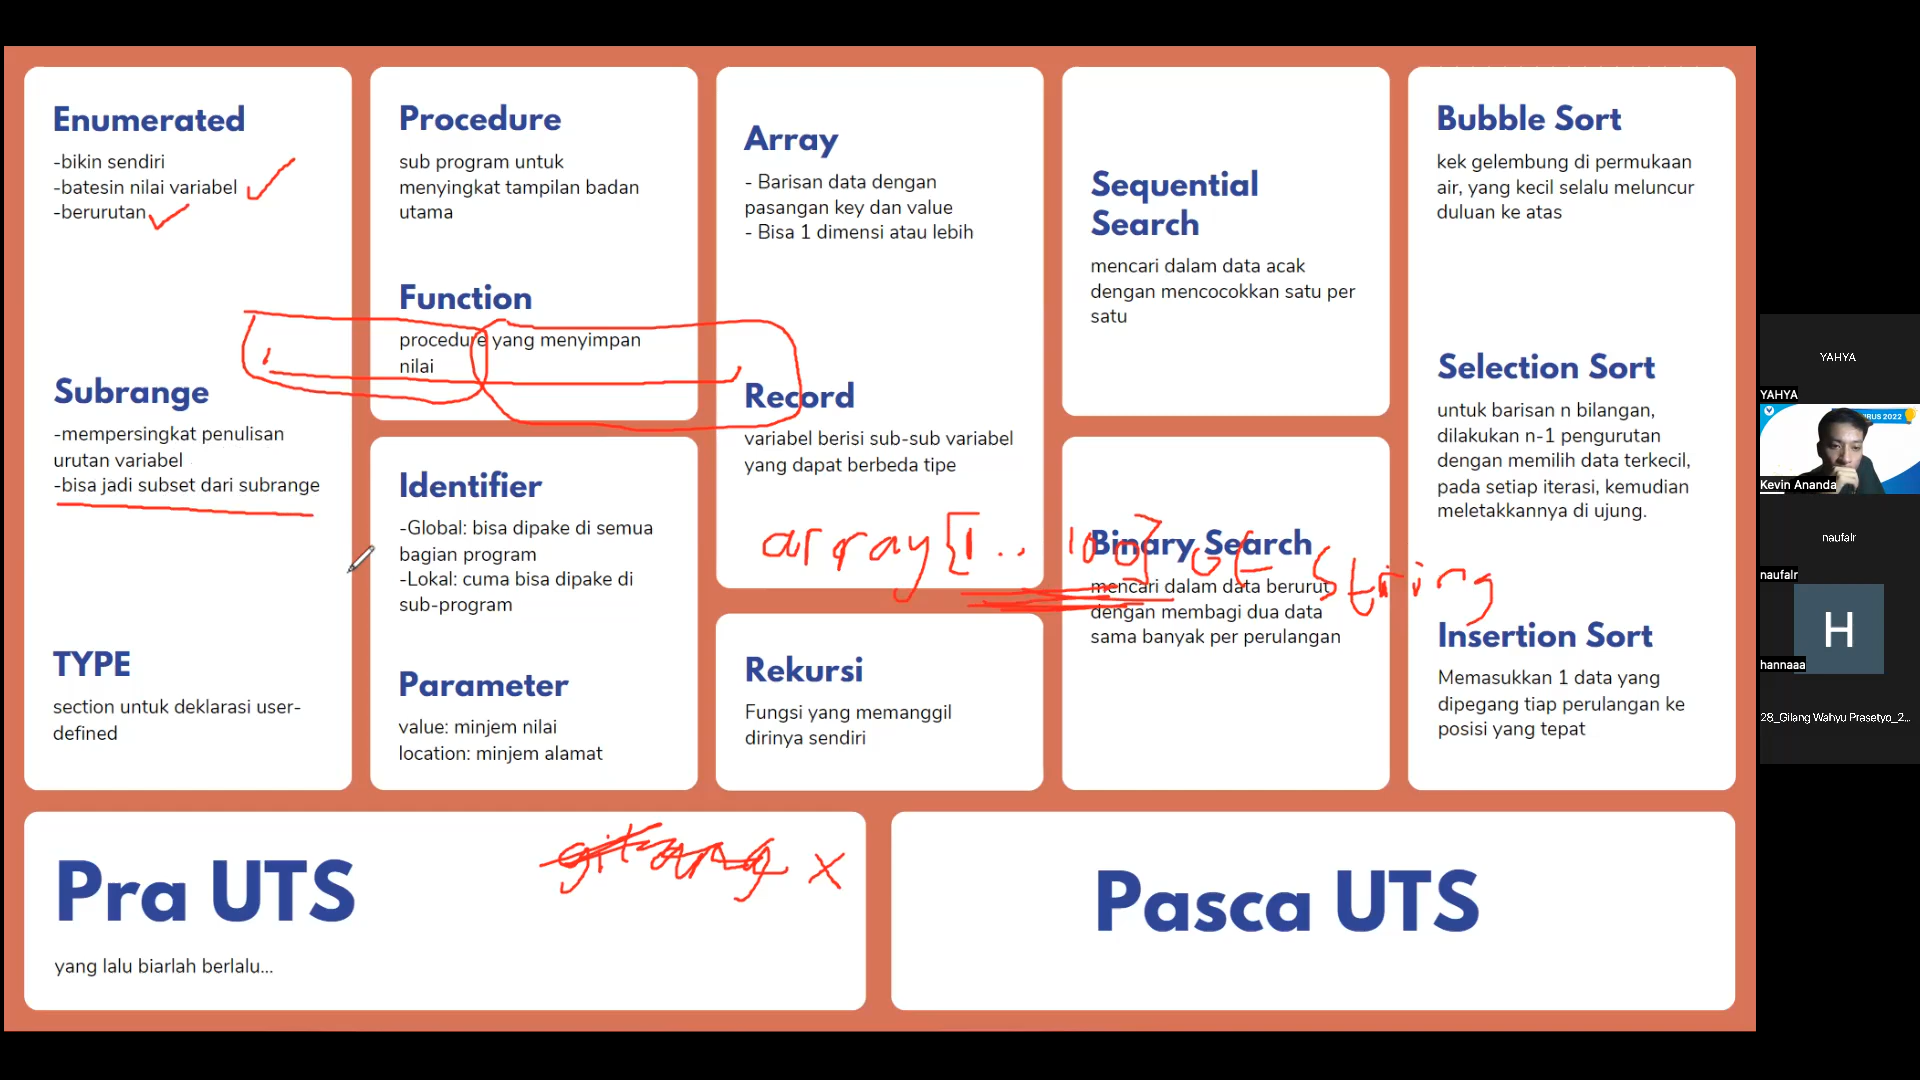 Enumerated
-bikin sendiri
-batesin nilai variabel
-berurutan
Subrange
-mempersingkat penulisan
urutan variabel
-bisa jadi subset dari subrange
TYPE
section untuk deklarasi user-
defined
Procedure
sub program untuk
menyingkat tampilan badan
utama
Function
procedure yang menyimpan
nilai
Identifier
-Global: bisa dipake di semua
bagian program
-Lokal: cuma bisa dipake di
sub-program
Parameter
value: minjem nilai
location: minjem alamat
Array
- Barisan data dengan
pasangan key dan value
- Bisa 1 dimensi atau lebih
Record
variabel berisi sub-sub variabel
yang dapat berbeda tipe
array[1..100] of string
Rekursi
Fungsi yang memanggil
dirinya sendiri
Sequential
Search
mencari dalam data acak
dengan mencocokkan satu per
satu
Binary Search
mencari dalam data berurut
dengan membagi dua data
sama banyak per perulangan
Bubble Sort
kek gelembung di permukaan
air, yang kecil selalu meluncur
duluan ke atas
Selection Sort
untuk barisan n bilangan,
dilakukan n-1 pengurutan
dengan memilih data terkecil,
pada setiap iterasi, kemudian
meletakkannya di ujung.
Insertion Sort
Memasukkan 1 data yang
dipegang tiap perulangan ke
posisi yang tepat
Pra UTS
yang lalu biarlah berlalu...
x
Pasca UTS
YAHYA
YAHYA
RUS 2022
Kevin Ananda
naufalr
naufalr
H
hannaaa
28_Gilang Wahyu Prasetyo_2...